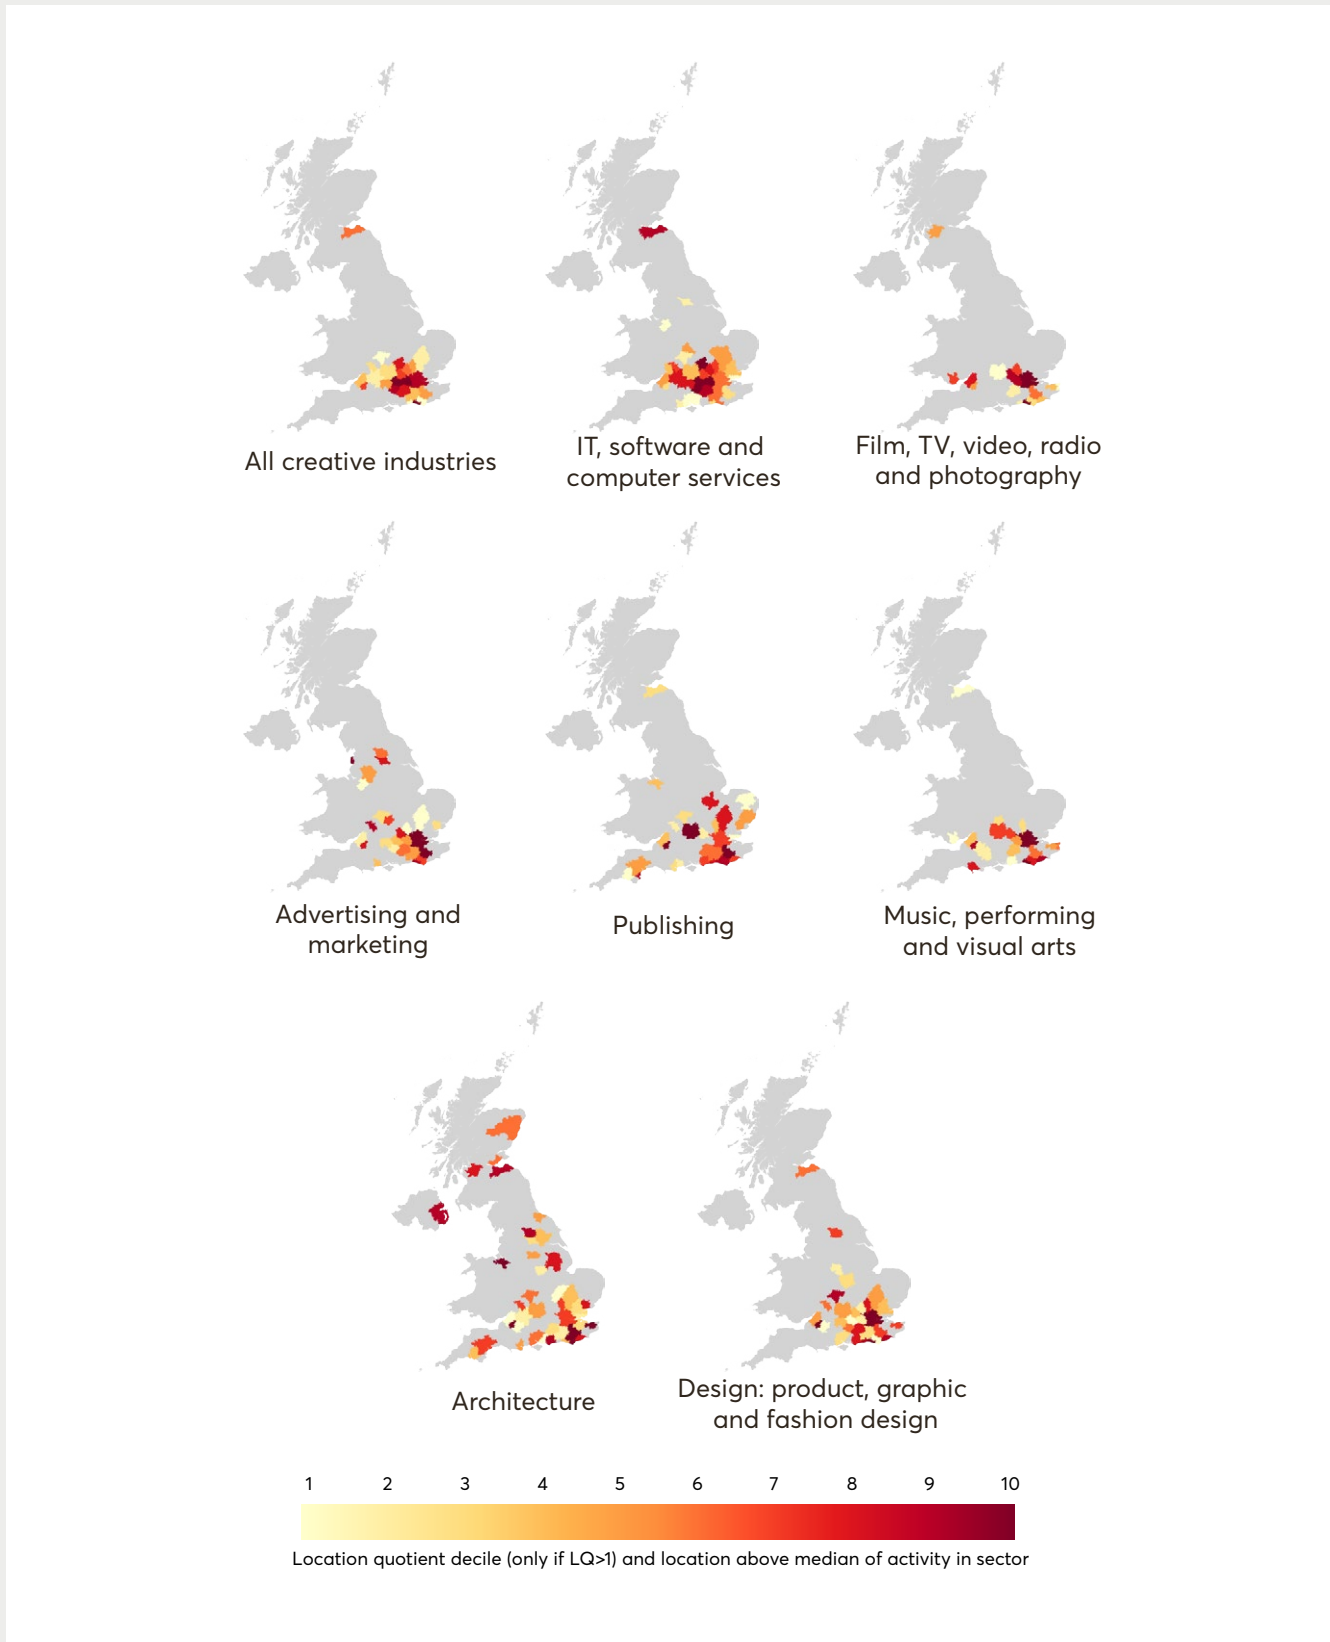 All creative industries
IT, software and
computer services
Film, TV, video, radio
and photography
Advertising and
marketing
Publishing
Music, performing
and visual arts
Architecture
Design: product, graphic
and fashion design
1 2 3 4 5 6 7 8 9 10
Location quotient decile (only if LQ>1) and location above median of activity in sector